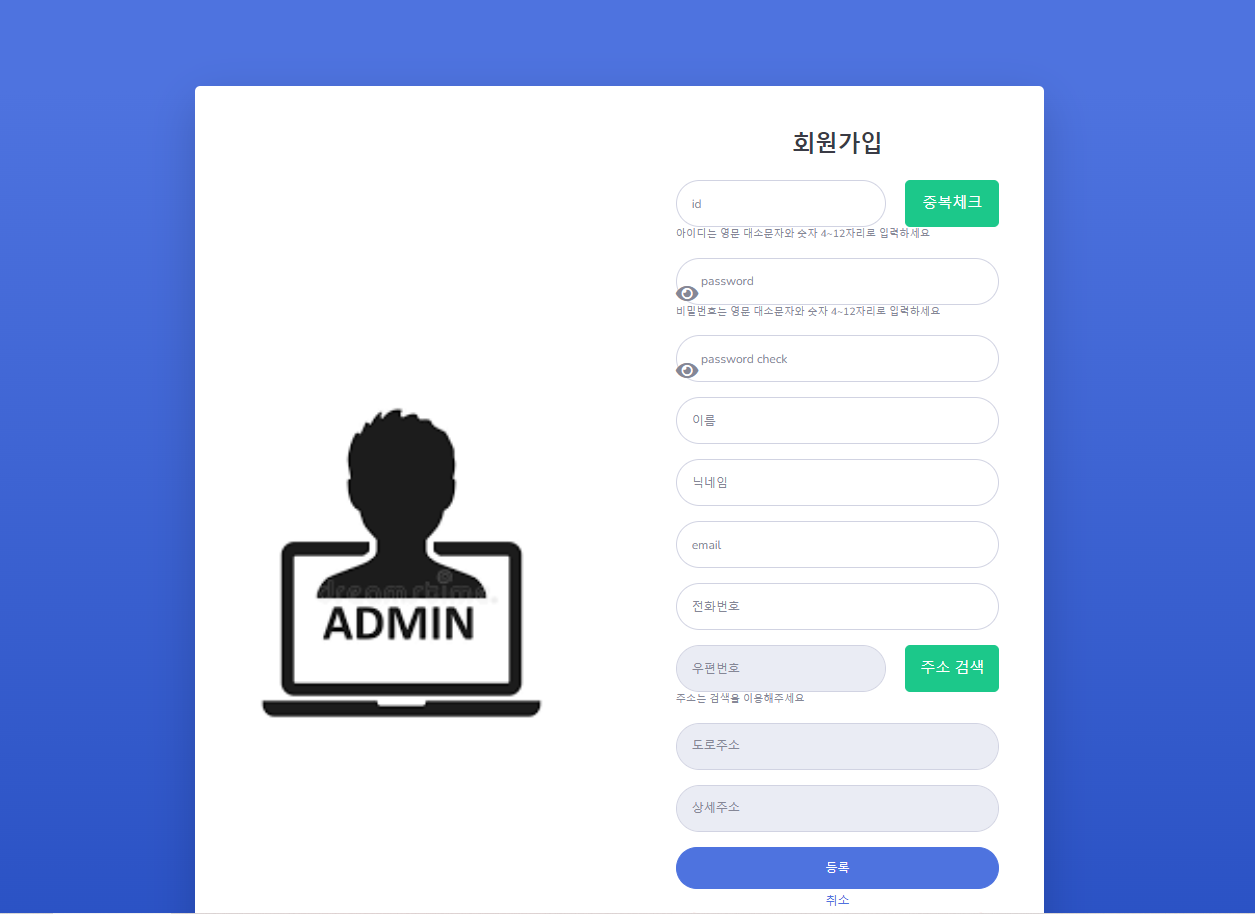 회원가입
id
중복체크
아이디는 영문 대소문자와 숫자 4~12자리로 입력하세요
password
비밀번호는 영문 대소문자와 숫자 4~12자리로 입력하세요
password check
이름
닉네임
email
전화번호
dreamstime
ADMIN
우편번호
주소 검색
주소는 검색을 이용해주세요
도로주소
상세주소
등록
취소